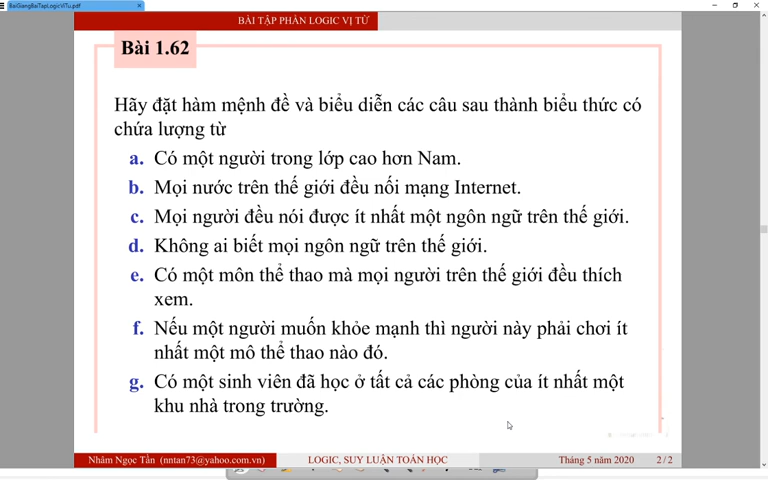 BaiGiangBaiTapLogicViTu.pdf
BÀI TẬP PHẦN LOGIC VỊ TỪ
Bài 1.62
Hãy đặt hàm mệnh đề và biểu diễn các câu sau thành biểu thức có
chứa lượng từ
a. Có một người trong lớp cao hơn Nam.
b. Mọi nước trên thế giới đều nối mạng Internet.
c. Mọi người đều nói được ít nhất một ngôn ngữ trên thế giới.
d. Không ai biết mọi ngôn ngữ trên thế giới.
e. Có một môn thể thao mà mọi người trên thế giới đều thích
xem.
f. Nếu một người muốn khỏe mạnh thì người này phải chơi ít
nhất một mô thể thao nào đó.
g. Có một sinh viên đã học ở tất cả các phòng của ít nhất một
khu nhà trong trường.
Nhâm Ngọc Tần (nntan73@yahoo.com.vn) LOGIC, SUY LUẬN TOÁN HỌC Tháng 5 năm 2020 2/2